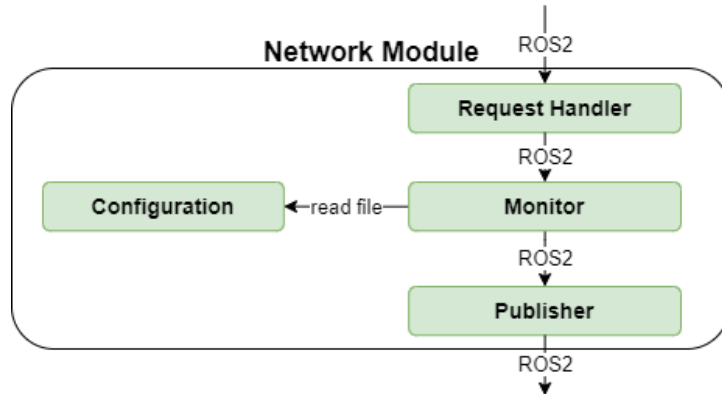 ROS2
Network Module
Request Handler
ROS2
Configuration
read file
Monitor
ROS2
Publisher
ROS2